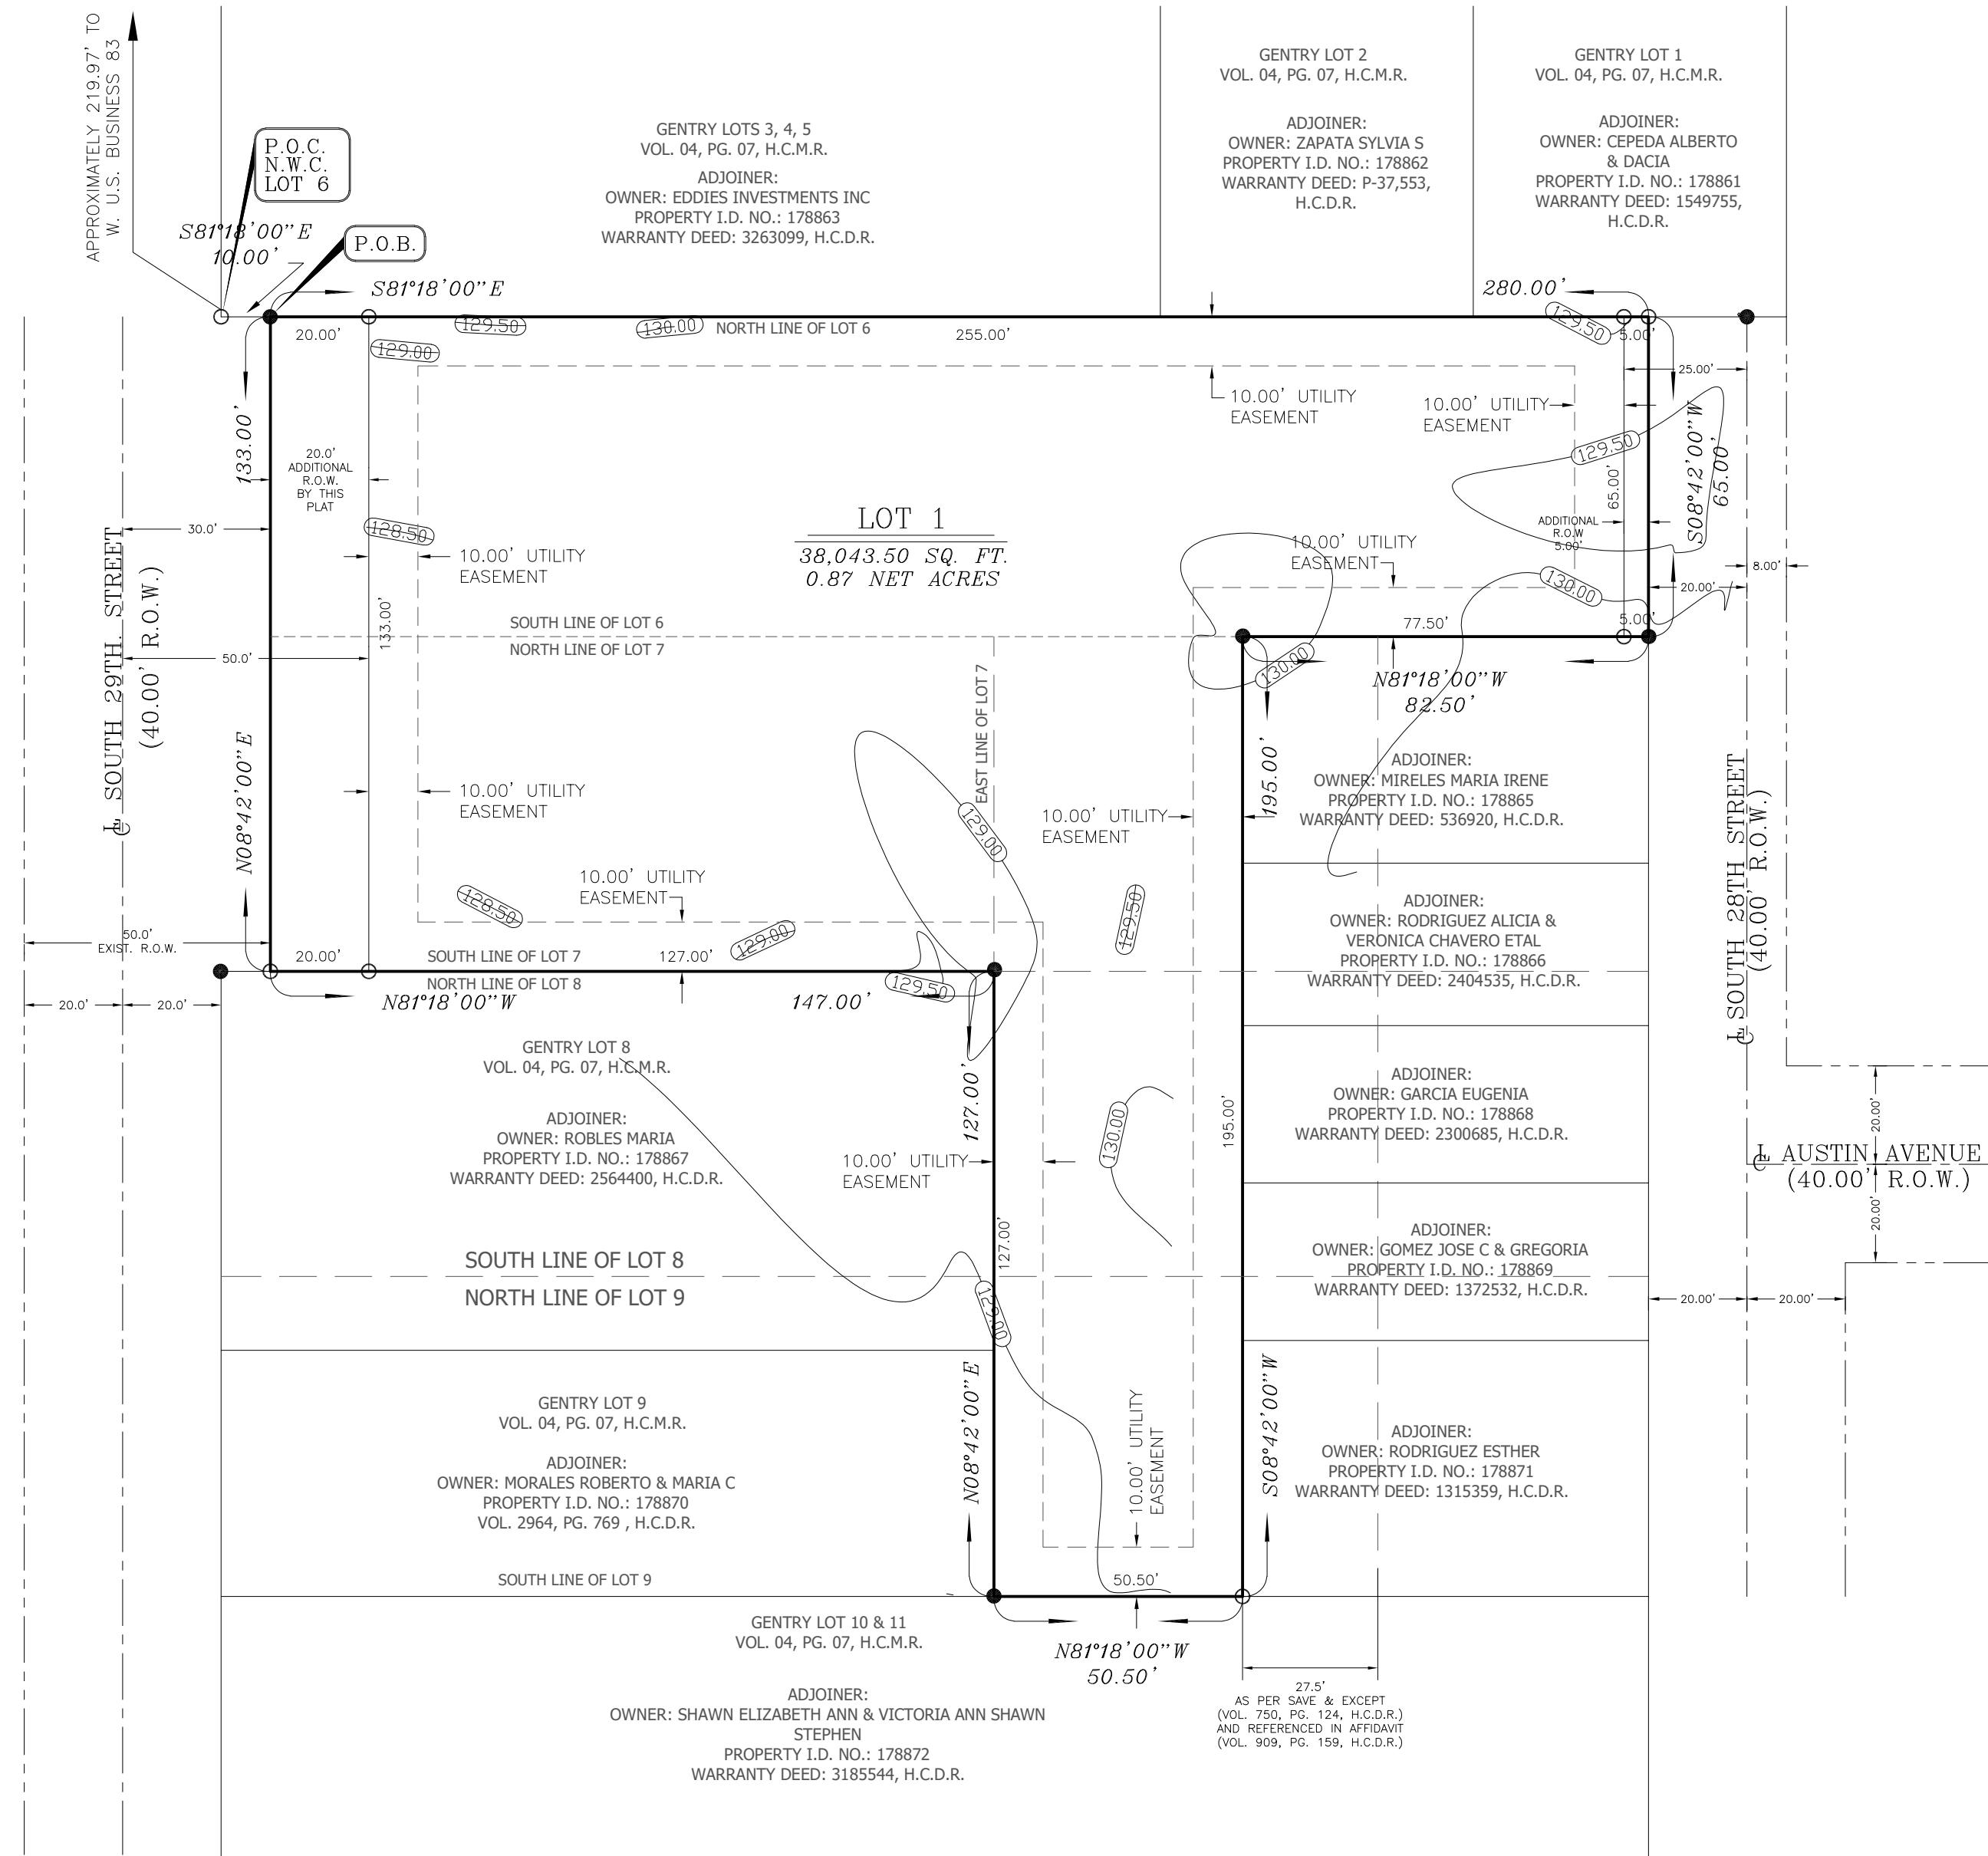 APPROXIMATELY 219.97' TO
W. U.S. BUSINESS 83
P.O.C.
N.W.C.
LOT 6
S81°18'00"E
10.00'
P.O.B.
S81°18'00"E
GENTRY LOTS 3, 4, 5
VOL. 04, PG. 07, H.C.M.R.
ADJOINER:
OWNER: EDDIES INVESTMENTS INC
PROPERTY I.D. NO.: 178863
WARRANTY DEED: 3263099, H.C.D.R.
GENTRY LOT 2
VOL. 04, PG. 07, H.C.M.R.
ADJOINER:
OWNER: ZAPATA SYLVIA S
PROPERTY I.D. NO.: 178862
WARRANTY DEED: P-37,553,
H.C.D.R.
GENTRY LOT 1
VOL. 04, PG. 07, H.C.M.R.
ADJOINER:
OWNER: CEPEDA ALBERTO
& DACIA
PROPERTY I.D. NO.: 178861
WARRANTY DEED: 1549755,
H.C.D.R.
280.00'
20.00'
129.50
130.00
NORTH LINE OF LOT 6
255.00'
129.50
5.00'
129.00
25.00'
10.00' UTILITY
EASEMENT
10.00' UTILITY
EASEMENT
133.00'
20.0'
ADDITIONAL
R.O.W.
BY THIS
PLAT
129.50
65.00'
S08°42'00"W
65.00'
30.0'
128.50
LOT 1
38,043.50 SQ. FT.
0.87 NET ACRES
ADDITIONAL
R.O.W
5.00'
10.00' UTILITY
EASEMENT
10.00' UTILITY
EASEMENT
130.00
20.00'
8.00'
133.00'
SOUTH LINE OF LOT 6
NORTH LINE OF LOT 7
77.50'
5.00'
50.0'
EAST LINE OF LOT 7
130.00
N81°18'00"W
82.50'
CL SOUTH 29TH. STREET
(40.00' R.O.W.)
N08°42'00"E
195.00'
10.00' UTILITY
EASEMENT
129.00
10.00' UTILITY
EASEMENT
ADJOINER:
OWNER: MIRELES MARIA IRENE
PROPERTY I.D. NO.: 178865
WARRANTY DEED: 536920, H.C.D.R.
CL SOUTH 28TH STREET
(40.00' R.O.W.)
10.00' UTILITY
EASEMENT
128.50
129.00
129.50
ADJOINER:
OWNER: RODRIGUEZ ALICIA &
VERONICA CHAVERO ETAL
PROPERTY I.D. NO.: 178866
WARRANTY DEED: 2404535, H.C.D.R.
50.0'
EXIST. R.O.W.
20.00'
SOUTH LINE OF LOT 7
127.00'
NORTH LINE OF LOT 8
129.50
20.0'
20.0'
N81°18'00"W
147.00'
GENTRY LOT 8
VOL. 04, PG. 07, H.C.M.R.
ADJOINER:
OWNER: ROBLES MARIA
PROPERTY I.D. NO.: 178867
WARRANTY DEED: 2564400, H.C.D.R.
127.00'
130.00
195.00'
10.00' UTILITY
EASEMENT
127.00'
ADJOINER:
OWNER: GARCIA EUGENIA
PROPERTY I.D. NO.: 178868
WARRANTY DEED: 2300685, H.C.D.R.
20.00'
CL AUSTIN AVENUE
(40.00' R.O.W.)
20.00'
ADJOINER:
OWNER: GOMEZ JOSE C & GREGORIA
PROPERTY I.D. NO.: 178869
WARRANTY DEED: 1372532, H.C.D.R.
SOUTH LINE OF LOT 8
NORTH LINE OF LOT 9
129.00
20.00'
20.00'
GENTRY LOT 9
VOL. 04, PG. 07, H.C.M.R.
ADJOINER:
OWNER: MORALES ROBERTO & MARIA C
PROPERTY I.D. NO.: 178870
VOL. 2964, PG. 769 , H.C.D.R.
N08°42'00"E
10.00' UTILITY
EASEMENT
S08°42'00"W
ADJOINER:
OWNER: RODRIGUEZ ESTHER
PROPERTY I.D. NO.: 178871
WARRANTY DEED: 1315359, H.C.D.R.
SOUTH LINE OF LOT 9
50.50'
GENTRY LOT 10 & 11
VOL. 04, PG. 07, H.C.M.R.
N81°18'00"W
50.50'
ADJOINER:
OWNER: SHAWN ELIZABETH ANN & VICTORIA ANN SHAWN
STEPHEN
PROPERTY I.D. NO.: 178872
WARRANTY DEED: 3185544, H.C.D.R.
27.5'
AS PER SAVE & EXCEPT
(VOL. 750, PG. 124, H.C.D.R.)
AND REFERENCED IN AFFIDAVIT
(VOL. 909, PG. 159, H.C.D.R.)